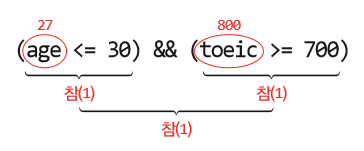 27 800
(age <= 30) && (toeic >= 700)
참(1) 참(1)
참(1)